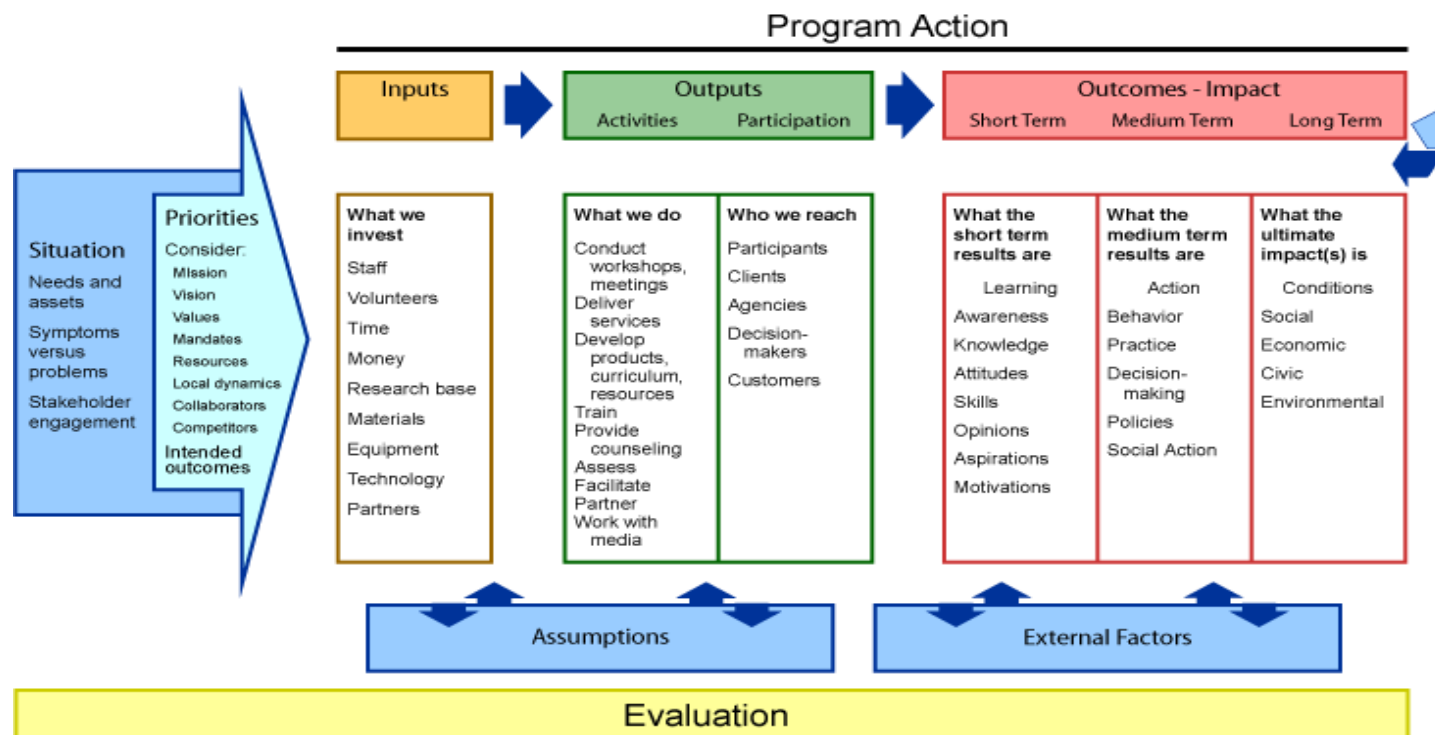 Program Action
Inputs
Outputs
Activities
Participation
Outcomes - Impact
Short Term
Medium Term
Long Term
Situation
Needs and
assets
Symptoms
versus
problems
Stakeholder
engagement
Priorities
Consider:
MIssion
Vision
Values
Mandates
Resources
Local dynamics
Collaborators
Competitors
Intended
outcomes
What we
invest
Staff
Volunteers
Time
Money
Research base
Materials
Equipment
Technology
Partners
What we do
Conduct
workshops,
meetings
Deliver
services
Develop
products,
curriculum,
resources
Train
Provide
counseling
Assess
Facilitate
Partner
Work with
media
Who we reach
Participants
Clients
Agencies
Decision-
makers
Customers
What the
short term
results are
Learning
Awareness
Knowledge
Attitudes
Skills
Opinions
Aspirations
Motivations
What the
medium term
results are
Action
Behavior
Practice
Decision-
making
Policies
Social Action
What the
ultimate
impact(s) is
Conditions
Social
Economic
Civic
Environmental
Assumptions
External Factors
Evaluation